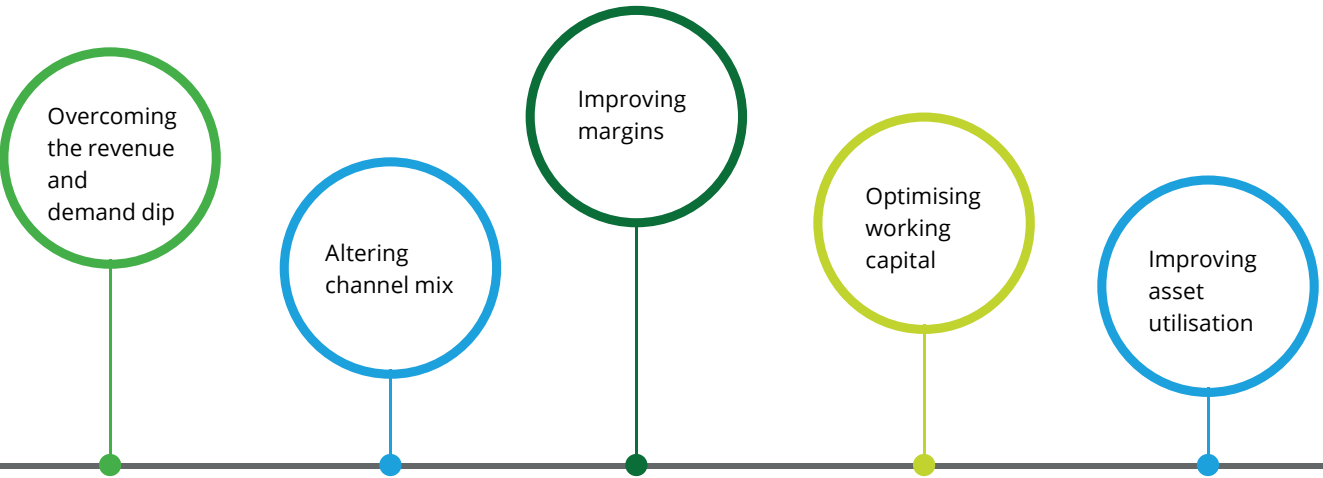 Overcoming
the revenue
and
demand dip
Altering
channel mix
Improving
margins
Optimising
working
capital
Improving
asset
utilisation